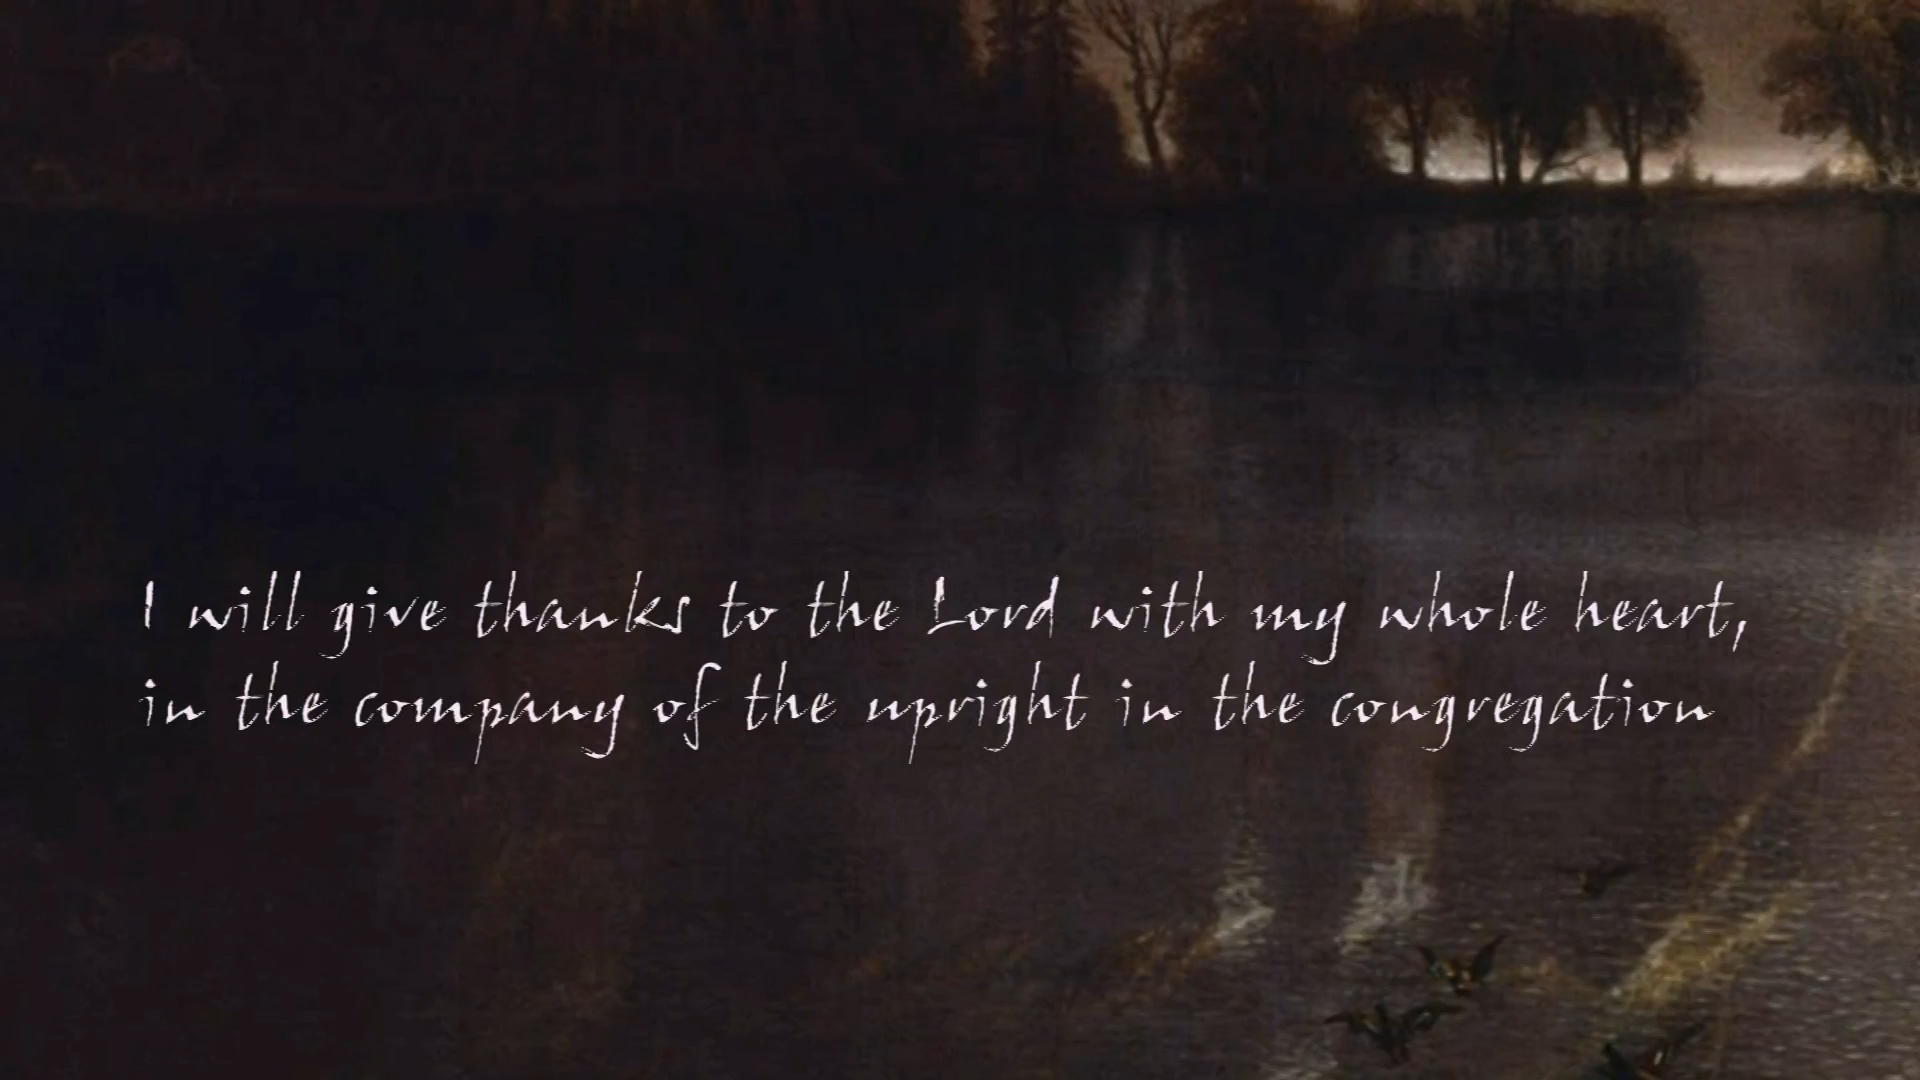 I will give thanks to the Lord with my whole heart,
in the company of the upright in the congregation